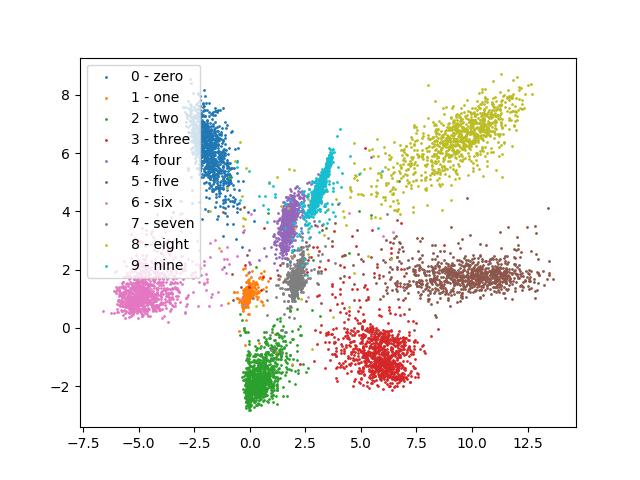 0 - zero
1 - one
2 - two
3 - three
4 - four
5 - five
6 - six
7 - seven
8 - eight
9 - nine
8
6
4
2
0
−2
−7.5 −5.0 −2.5 0.0 2.5 5.0 7.5 10.0 12.5